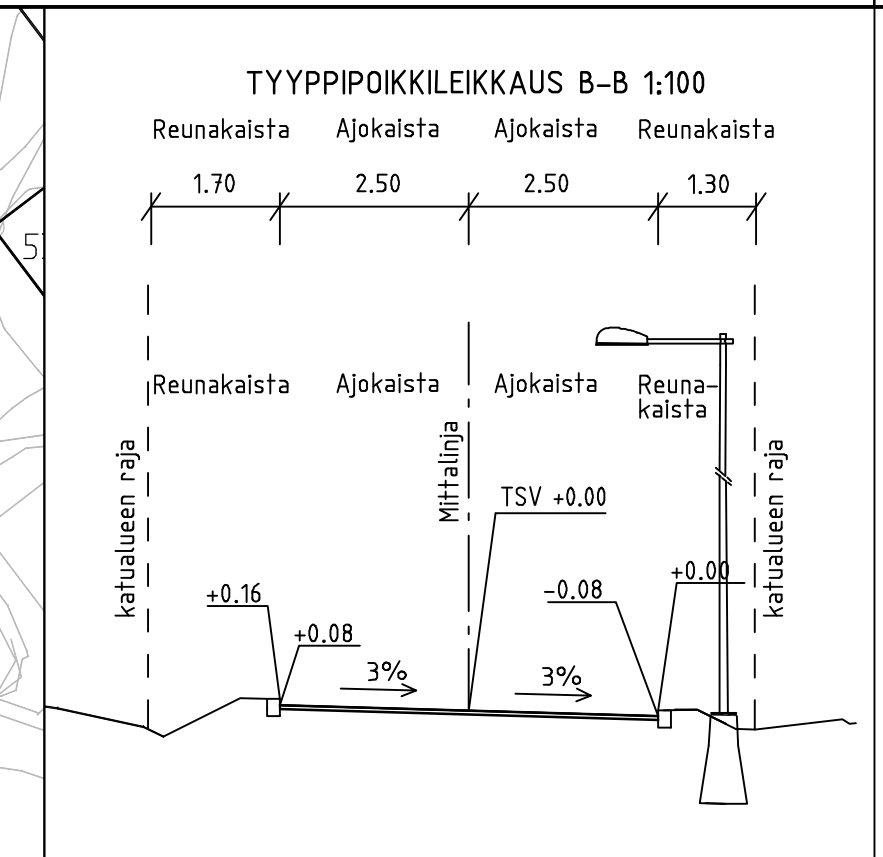 TYYPPIPOIKKILEIKKAUS B-B 1:100
Reunakaista Ajokaista Ajokaista Reunakaista
1.70 2.50 2.50 1.30
Reunakaista Ajokaista Ajokaista Reuna-
kaista
katualueen raja
Mittalinja
katualueen raja
TSV +0.00
+0.00
-0.08
+0.16
+0.08
3% 3%